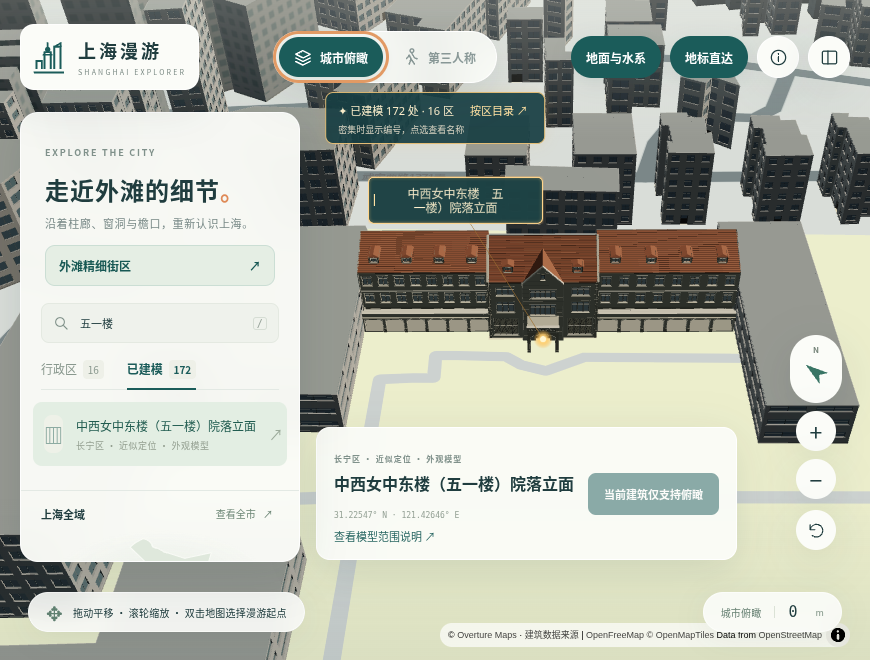 上海漫游
SHANGHAI EXPLORER
城市俯瞰
第三人称
地面与水系
地标直达
✦ 已建模 172 处 · 16 区 按区目录 ↗
密集时显示编号，点选查看名称
EXPLORE THE CITY
走近外滩的细节。
沿着柱廊、窗洞与檐口，重新认识上海。
外滩精细街区 ↗
五一楼 /
行政区 16 已建模 172
中西女中东楼（五一楼）院落立面 ↗
长宁区 · 近似定位 · 外观模型
上海全域 查看全市 ↗
中西女中东楼 五
一楼）院落立面
N
+
−
长宁区 · 近似定位 · 外观模型
中西女中东楼（五一楼）院落立面
当前建筑仅支持俯瞰
31.22547° N · 121.42646° E
查看模型范围说明 ↗
拖动平移 · 滚轮缩放 · 双击地图选择漫游起点
城市俯瞰 0 m
© Overture Maps · 建筑数据来源 | OpenFreeMap © OpenMapTiles Data from OpenStreetMap